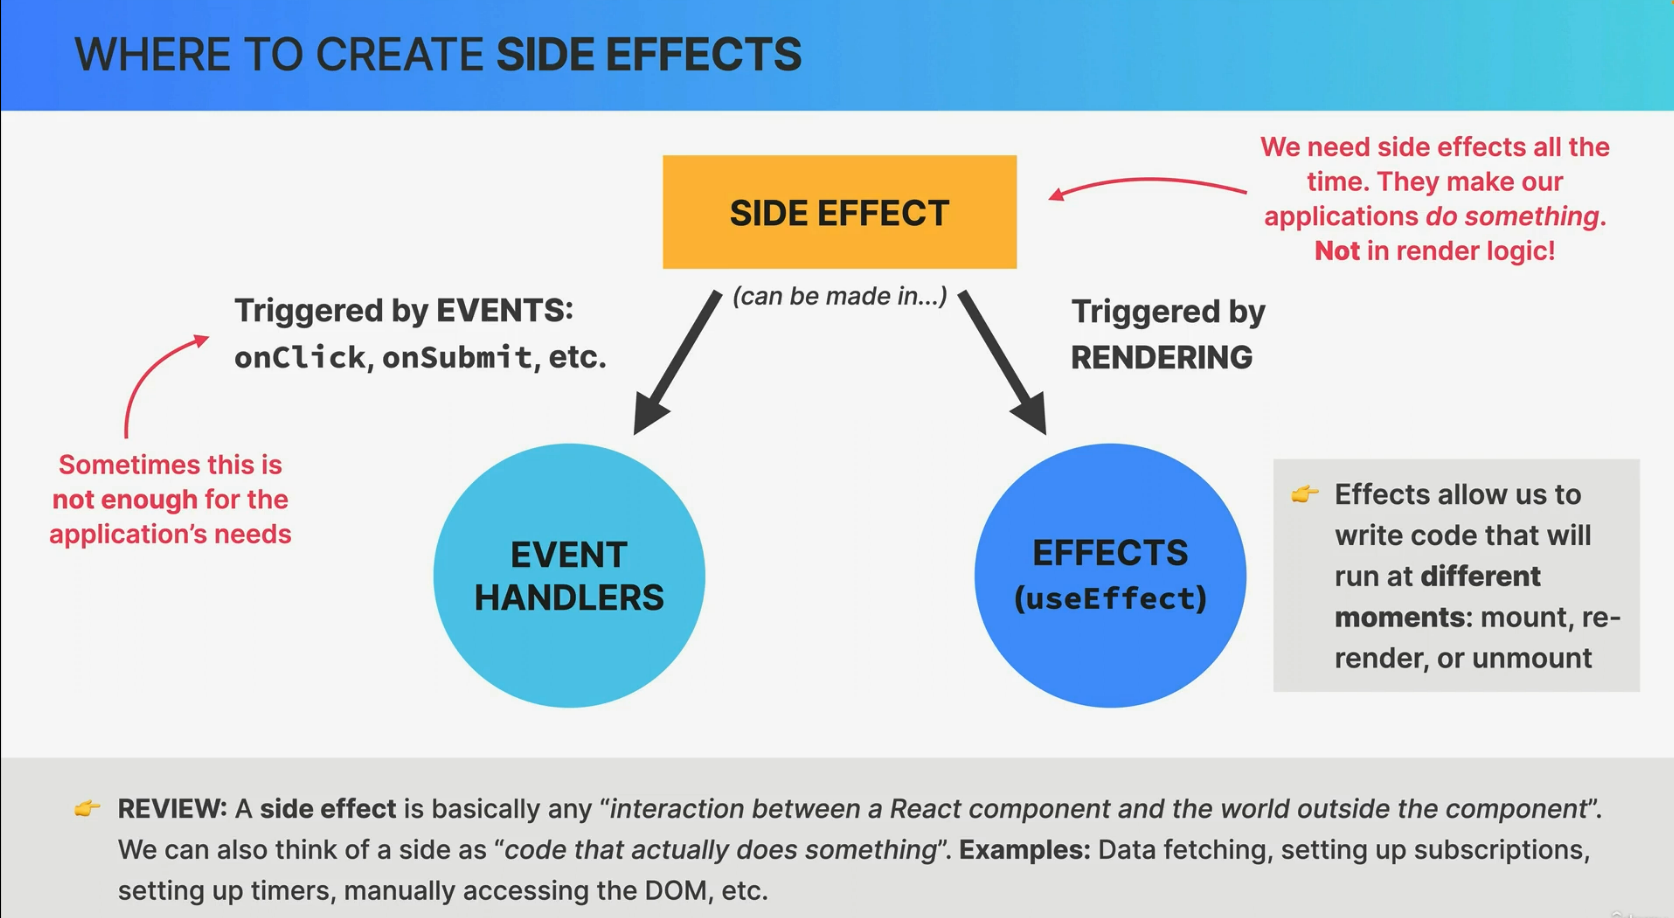 WHERE TO CREATE SIDE EFFECTS
We need side effects all the
time. They make our
applications do something.
Not in render logic!
SIDE EFFECT
(can be made in...)
Triggered by EVENTS:
onClick, onSubmit, etc.
Triggered by
RENDERING
Sometimes this is
not enough for the
application's needs
EVENT
HANDLERS
EFFECTS
(useEffect)
👉 Effects allow us to
write code that will
run at different
moments: mount, re-
render, or unmount
👉 REVIEW: A side effect is basically any “interaction between a React component and the world outside the component”.
We can also think of a side as “code that actually does something”. Examples: Data fetching, setting up subscriptions,
setting up timers, manually accessing the DOM, etc.